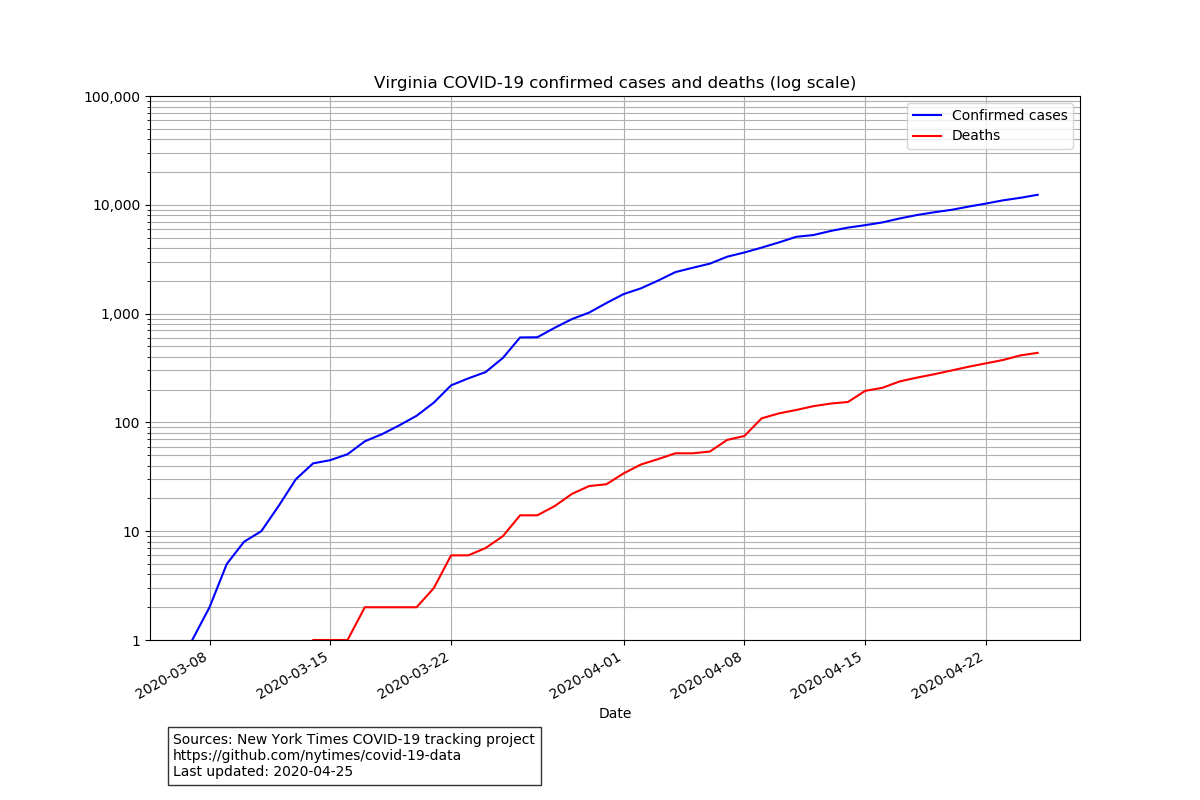 Virginia COVID-19 confirmed cases and deaths (log scale)
100,000
10,000
1,000
100
10
1
Confirmed cases
Deaths
2020-03-08
2020-03-15
2020-03-22
2020-04-01
2020-04-08
2020-04-15
2020-04-22
Date
Sources: New York Times COVID-19 tracking project
https://github.com/nytimes/covid-19-data
Last updated: 2020-04-25